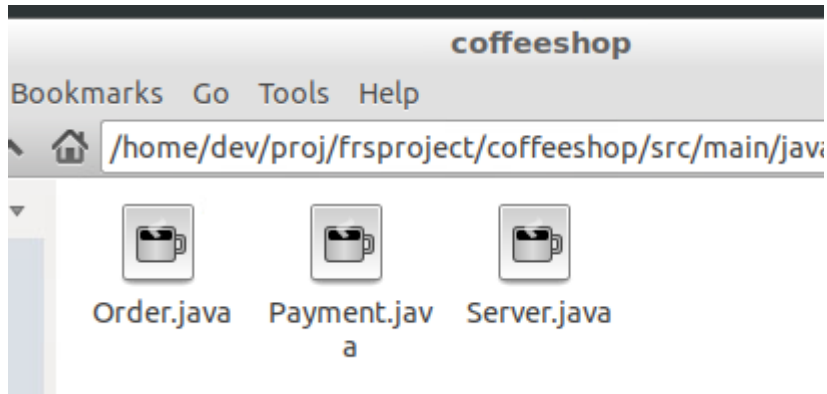 coffeeshop
Bookmarks Go Tools Help
/home/dev/proj/frsproject/coffeeshop/src/main/java
Order.java Payment.jav Server.java
a